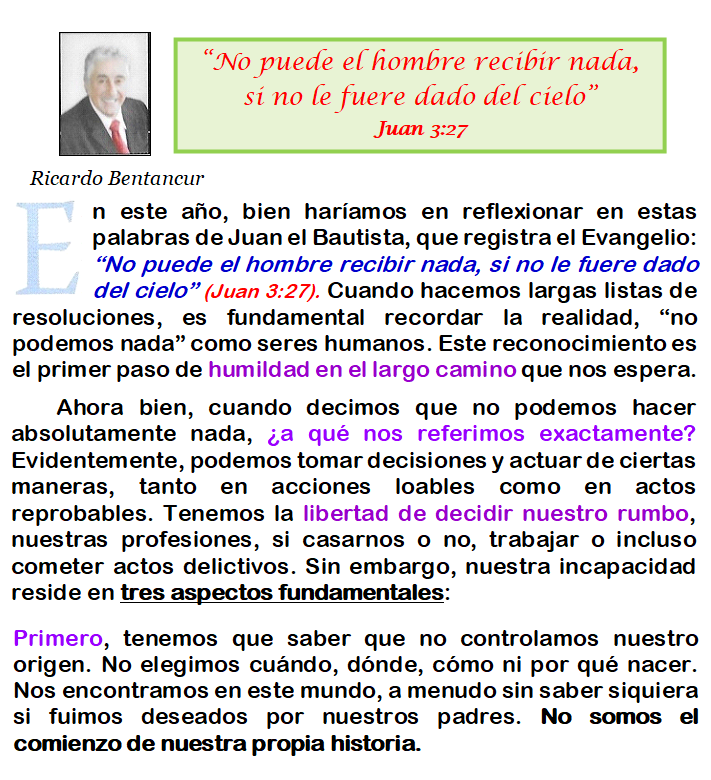 “No puede el hombre recibir nada,
si no le fuere dado del cielo”
Juan 3:27
Ricardo Bentancur
En este año, bien haríamos en reflexionar en estas
palabras de Juan el Bautista, que registra el Evangelio:
“No puede el hombre recibir nada, si no le fuere dado
del cielo” (Juan 3:27). Cuando hacemos largas listas de
resoluciones, es fundamental recordar la realidad, “no
podemos nada” como seres humanos. Este reconocimiento es
el primer paso de humildad en el largo camino que nos espera.
Ahora bien, cuando decimos que no podemos hacer
absolutamente nada, ¿a qué nos referimos exactamente?
Evidentemente, podemos tomar decisiones y actuar de ciertas
maneras, tanto en acciones loables como en actos
reprobables. Tenemos la libertad de decidir nuestro rumbo,
nuestras profesiones, si casarnos o no, trabajar o incluso
cometer actos delictivos. Sin embargo, nuestra incapacidad
reside en tres aspectos fundamentales:
Primero, tenemos que saber que no controlamos nuestro
origen. No elegimos cuándo, dónde, cómo ni por qué nacer.
Nos encontramos en este mundo, a menudo sin saber siquiera
si fuimos deseados por nuestros padres. No somos el
comienzo de nuestra propia historia.